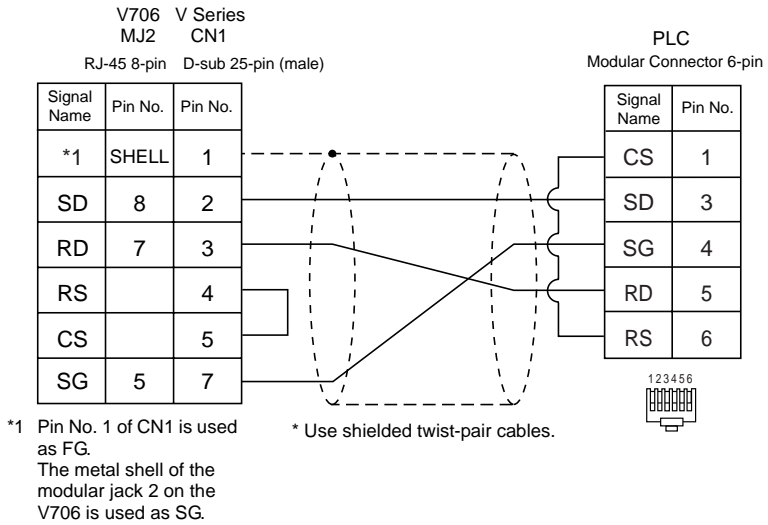 V706 V Series
MJ2 CN1
RJ-45 8-pin D-sub 25-pin (male)
Signal Name Pin No. Pin No.
*1 SHELL 1
SD 8 2
RD 7 3
RS 4
CS 5
SG 5 7
PLC
Modular Connector 6-pin
Signal Name Pin No.
CS 1
SD 3
SG 4
RD 5
RS 6
123456
*1 Pin No. 1 of CN1 is used
as FG.
The metal shell of the
modular jack 2 on the
V706 is used as SG.
* Use shielded twist-pair cables.